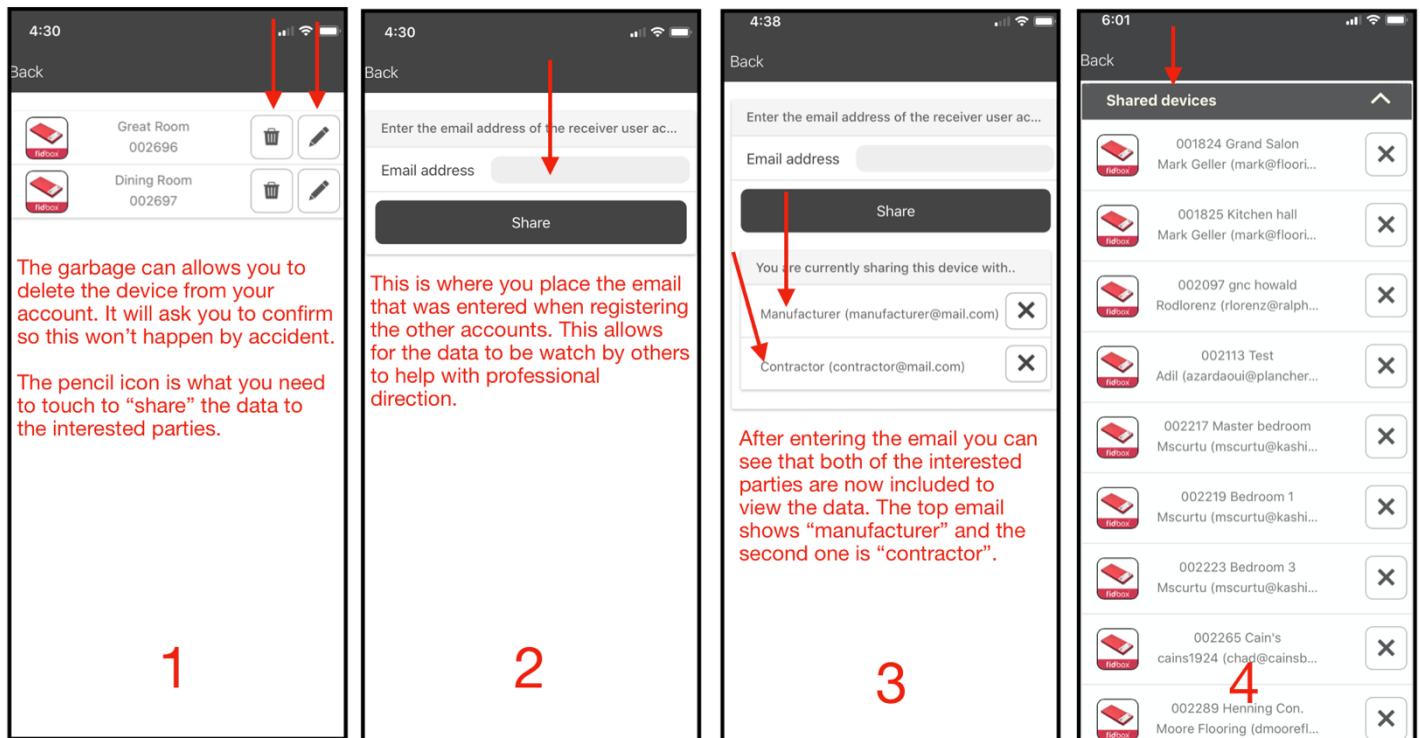 4:30
Back
Great Room
002696
fidbox
Dining Room
002697
fidbox
The garbage can allows you to
delete the device from your
account. It will ask you to confirm
so this won’t happen by accident.
The pencil icon is what you need
to touch to “share” the data to
the interested parties.
1
4:30
Back
Enter the email address of the receiver user ac...
Email address
Share
This is where you place the email
that was entered when registering
the other accounts. This allows
for the data to be watch by others
to help with professional
direction.
2
4:38
Back
Enter the email address of the receiver user ac...
Email address
Share
You are currently sharing this device with..
Manufacturer (manufacturer@mail.com)
Contractor (contractor@mail.com)
After entering the email you can
see that both of the interested
parties are now included to
view the data. The top email
shows “manufacturer” and the
second one is “contractor”.
3
6:01
Back
Shared devices
001824 Grand Salon
Mark Geller (mark@floori...
fidbox
001825 Kitchen hall
Mark Geller (mark@floori...
fidbox
002097 gnc howald
Rodlorenz (rlorenz@ralph...
fidbox
002113 Test
Adil (azardaoui@plancher...
fidbox
002217 Master bedroom
Mscurtu (mscurtu@kashi...
fidbox
002219 Bedroom 1
Mscurtu (mscurtu@kashi...
fidbox
002223 Bedroom 3
Mscurtu (mscurtu@kashi...
fidbox
002265 Cain's
cains1924 (chad@cainsb...
fidbox
4
002289 Henning Con.
Moore Flooring (dmoorefl...
fidbox